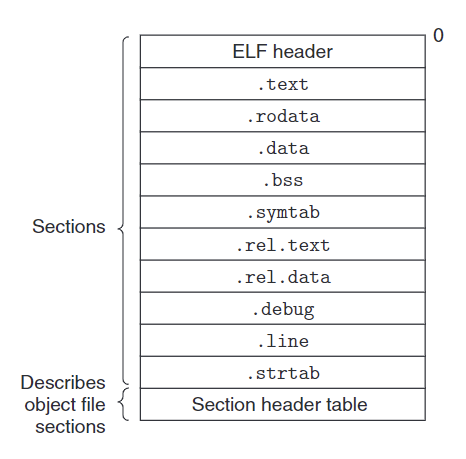 0
ELF header
.text
.rodata
.data
.bss
.symtab
.rel.text
.rel.data
.debug
.line
.strtab
Section header table
Sections
Describes
object file
sections